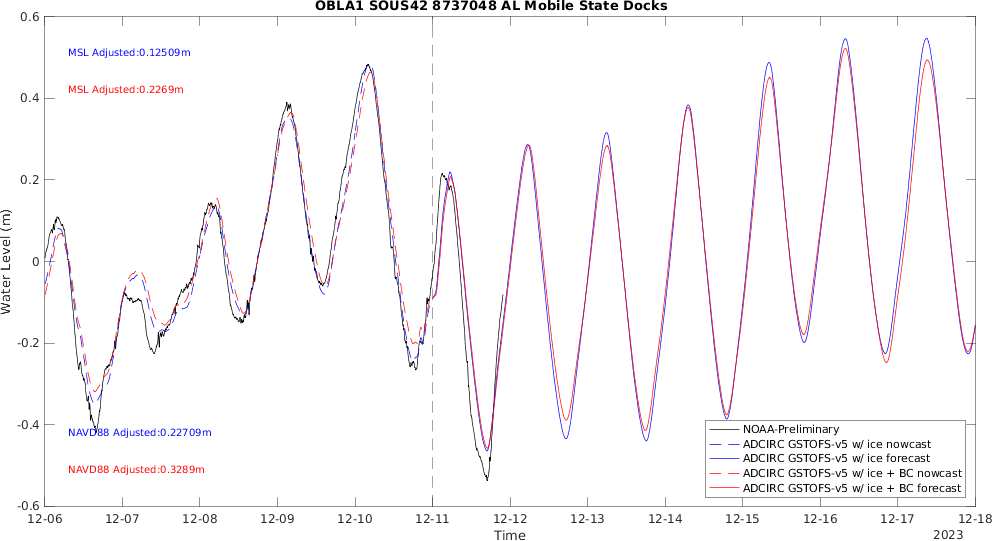 OBLA1 SOUS42 8737048 AL Mobile State Docks
0.6
0.4
0.2
0
-0.2
-0.4
-0.6
Water Level (m)
MSL Adjusted:0.12509m
MSL Adjusted:0.2269m
NAVD88 Adjusted:0.22709m
NAVD88 Adjusted:0.3289m
NOAA-Preliminary
ADCIRC GSTOFS-v5 w/ ice nowcast
ADCIRC GSTOFS-v5 w/ ice forecast
ADCIRC GSTOFS-v5 w/ ice + BC nowcast
ADCIRC GSTOFS-v5 w/ ice + BC forecast
12-06 12-07 12-08 12-09 12-10 12-11 12-12 12-13 12-14 12-15 12-16 12-17 12-18
Time
2023